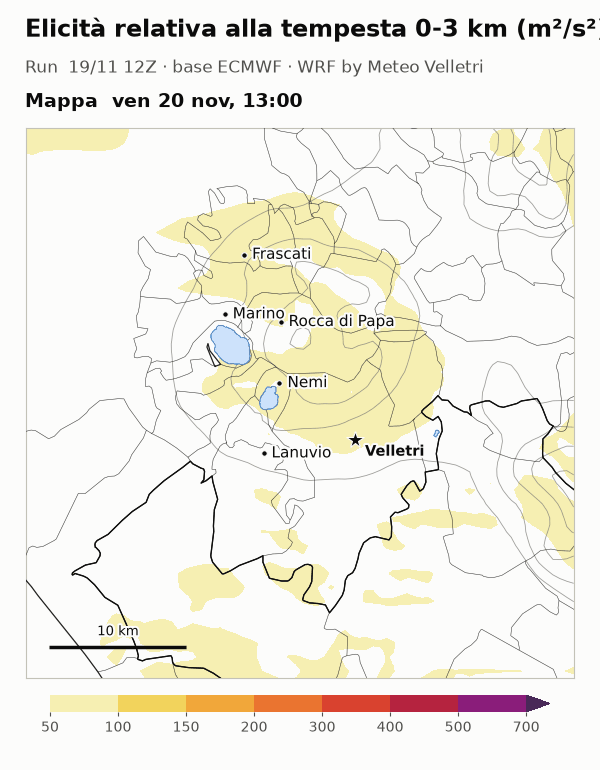 Elicità relativa alla tempesta 0-3 km (m²/s²)
Run 19/11 12Z · base ECMWF · WRF by Meteo Velletri
Mappa ven 20 nov, 13:00
Frascati
Marino
Rocca di Papa
Nemi
Velletri
Lanuvio
10 km
50 100 150 200 300 400 500 700